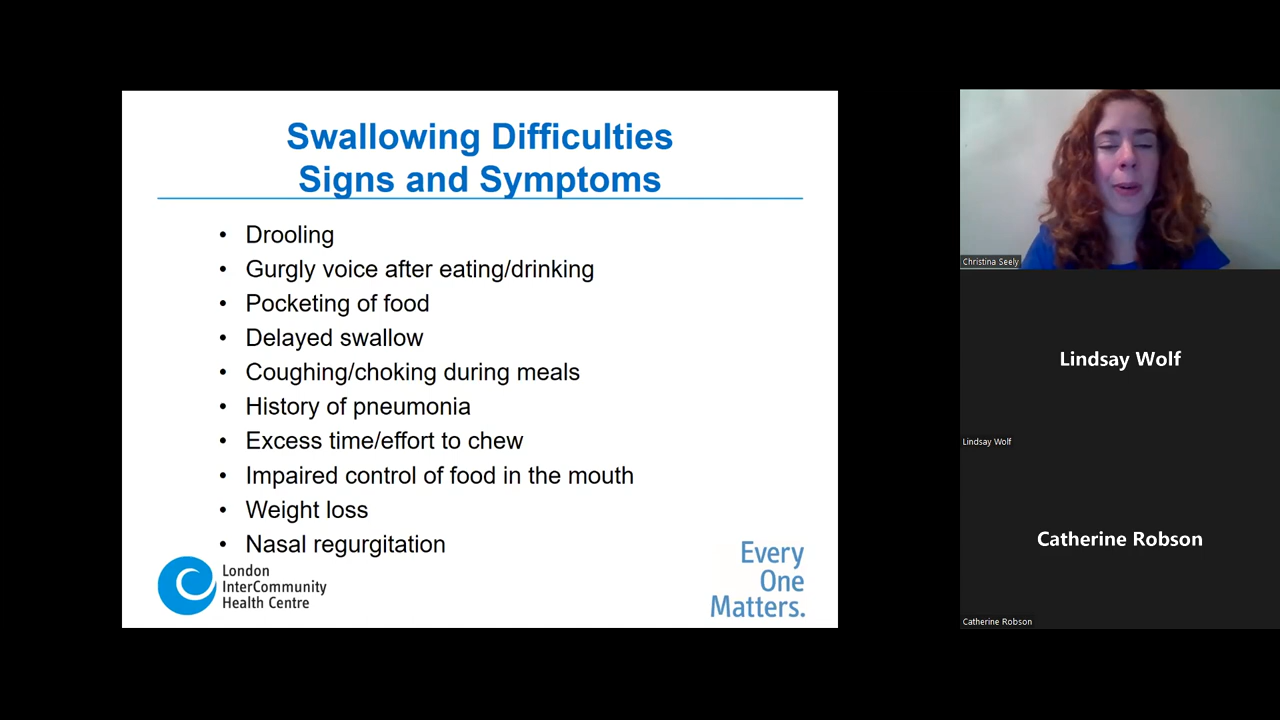 Swallowing Difficulties
Signs and Symptoms
• Drooling
• Gurgly voice after eating/drinking
• Pocketing of food
• Delayed swallow
• Coughing/choking during meals
• History of pneumonia
• Excess time/effort to chew
• Impaired control of food in the mouth
• Weight loss
• Nasal regurgitation
London
InterCommunity
Health Centre
Every
One
Matters.
Christina Seely
Lindsay Wolf
Lindsay Wolf
Catherine Robson
Catherine Robson